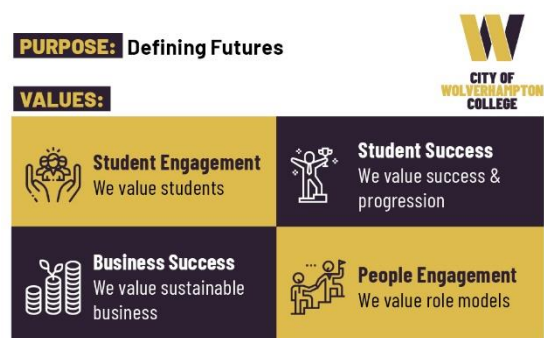 PURPOSE: Defining Futures
CITY OF
WOLVERHAMPTON
COLLEGE
VALUES:
Student Engagement
We value students
Student Success
We value success &
progression
Business Success
We value sustainable
business
People Engagement
We value role models